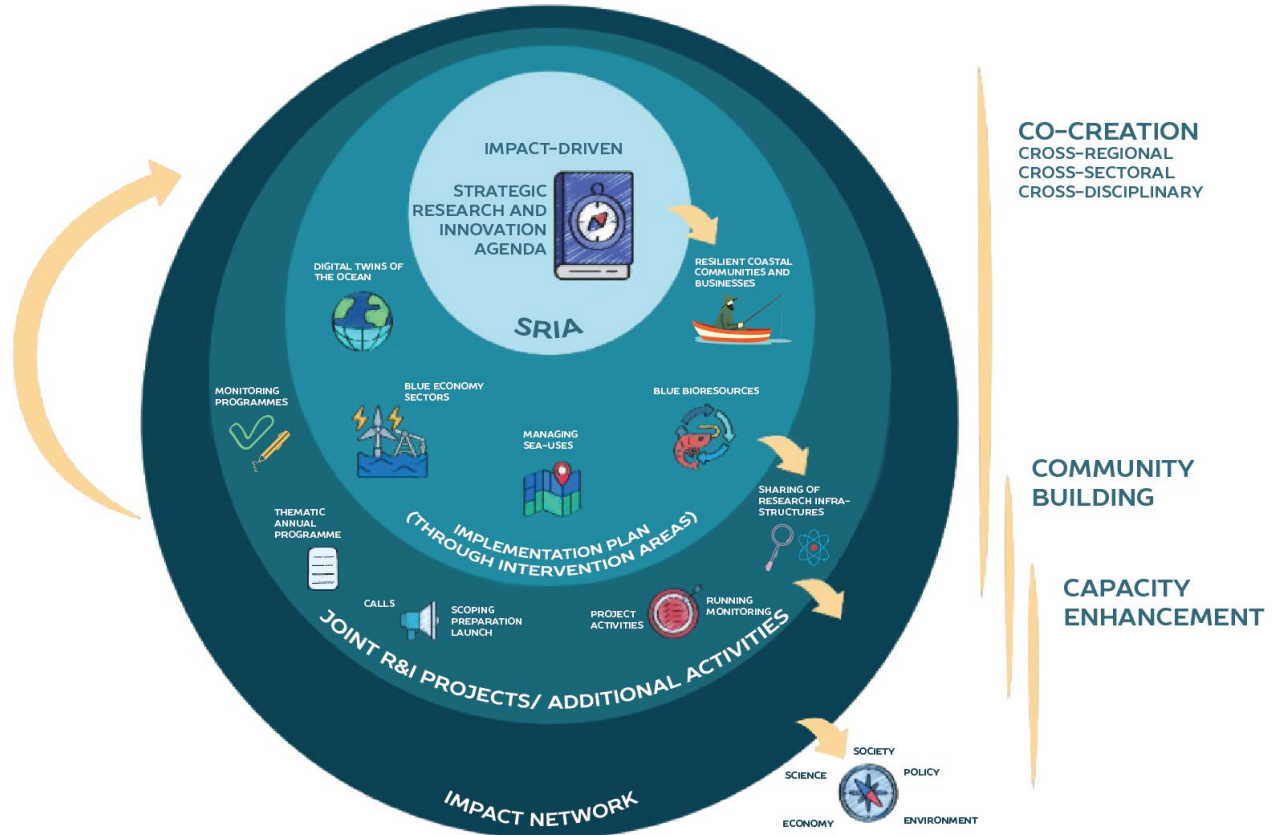 IMPACT-DRIVEN
STRATEGIC
RESEARCH AND
INNOVATION
AGENDA
SRIA
DIGITAL TWINS OF
THE OCEAN
RESILIENT COASTAL
COMMUNITIES AND
BUSINESSES
BLUE ECONOMY
SECTORS
MANAGING
SEA-USES
BLUE BIORESOURCES
IMPLEMENTATION PLAN
(THROUGH INTERVENTION AREAS)
MONITORING
PROGRAMMES
THEMATIC
ANNUAL
PROGRAMME
CALLS
SCOPING
PREPARATION
LAUNCH
PROJECT
ACTIVITIES
RUNNING
MONITORING
SHARING OF
RESEARCH INFRA-
STRUCTURES
JOINT R&I PROJECTS/ ADDITIONAL ACTIVITIES
IMPACT NETWORK
SOCIETY
SCIENCE
POLICY
ECONOMY
ENVIRONMENT
CO-CREATION
CROSS-REGIONAL
CROSS-SECTORAL
CROSS-DISCIPLINARY
COMMUNITY
BUILDING
CAPACITY
ENHANCEMENT